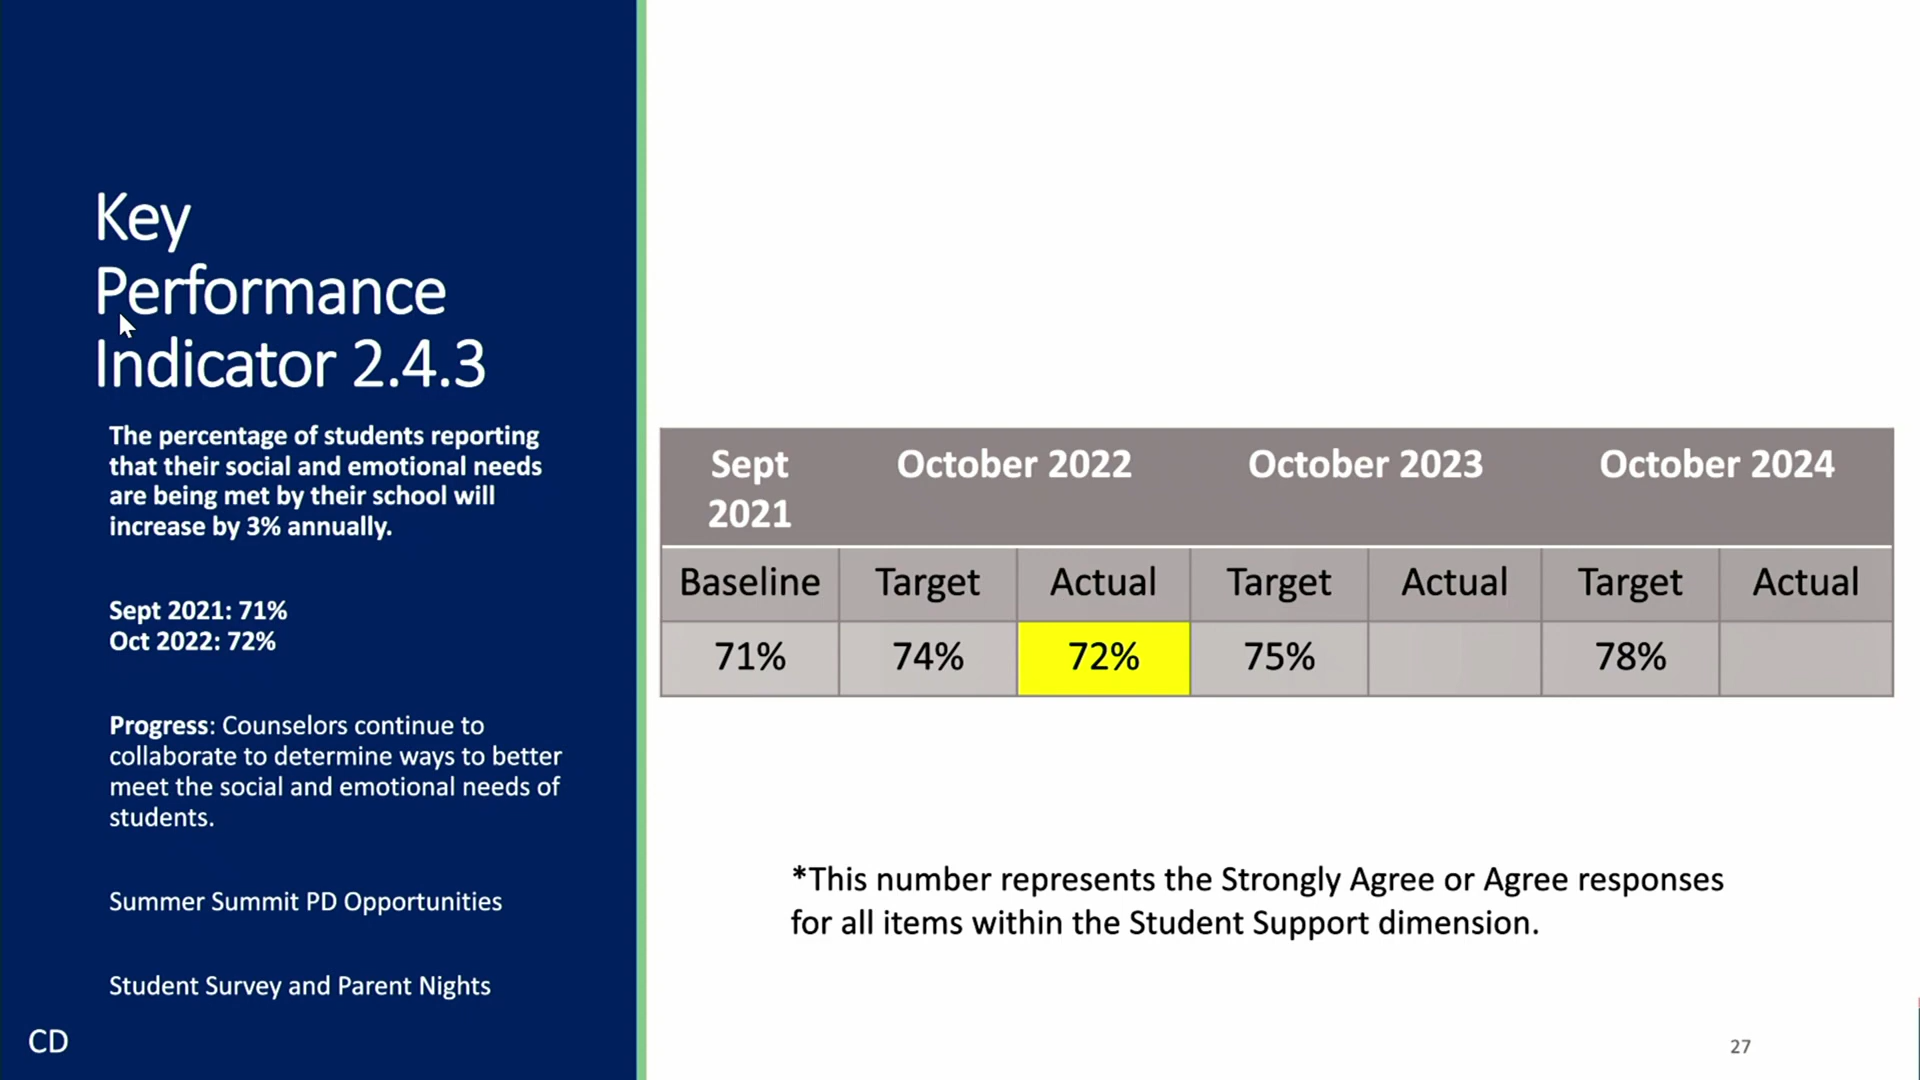 Key
Performance
Indicator 2.4.3
The percentage of students reporting
that their social and emotional needs
are being met by their school will
increase by 3% annually.
Sept 2021: 71%
Oct 2022: 72%
Progress: Counselors continue to
collaborate to determine ways to better
meet the social and emotional needs of
students.
Summer Summit PD Opportunities
Student Survey and Parent Nights
CD
Sept 2021 October 2022 October 2023 October 2024
Baseline Target Actual Target Actual Target Actual
71% 74% 72% 75% 78%
*This number represents the Strongly Agree or Agree responses
for all items within the Student Support dimension.
27